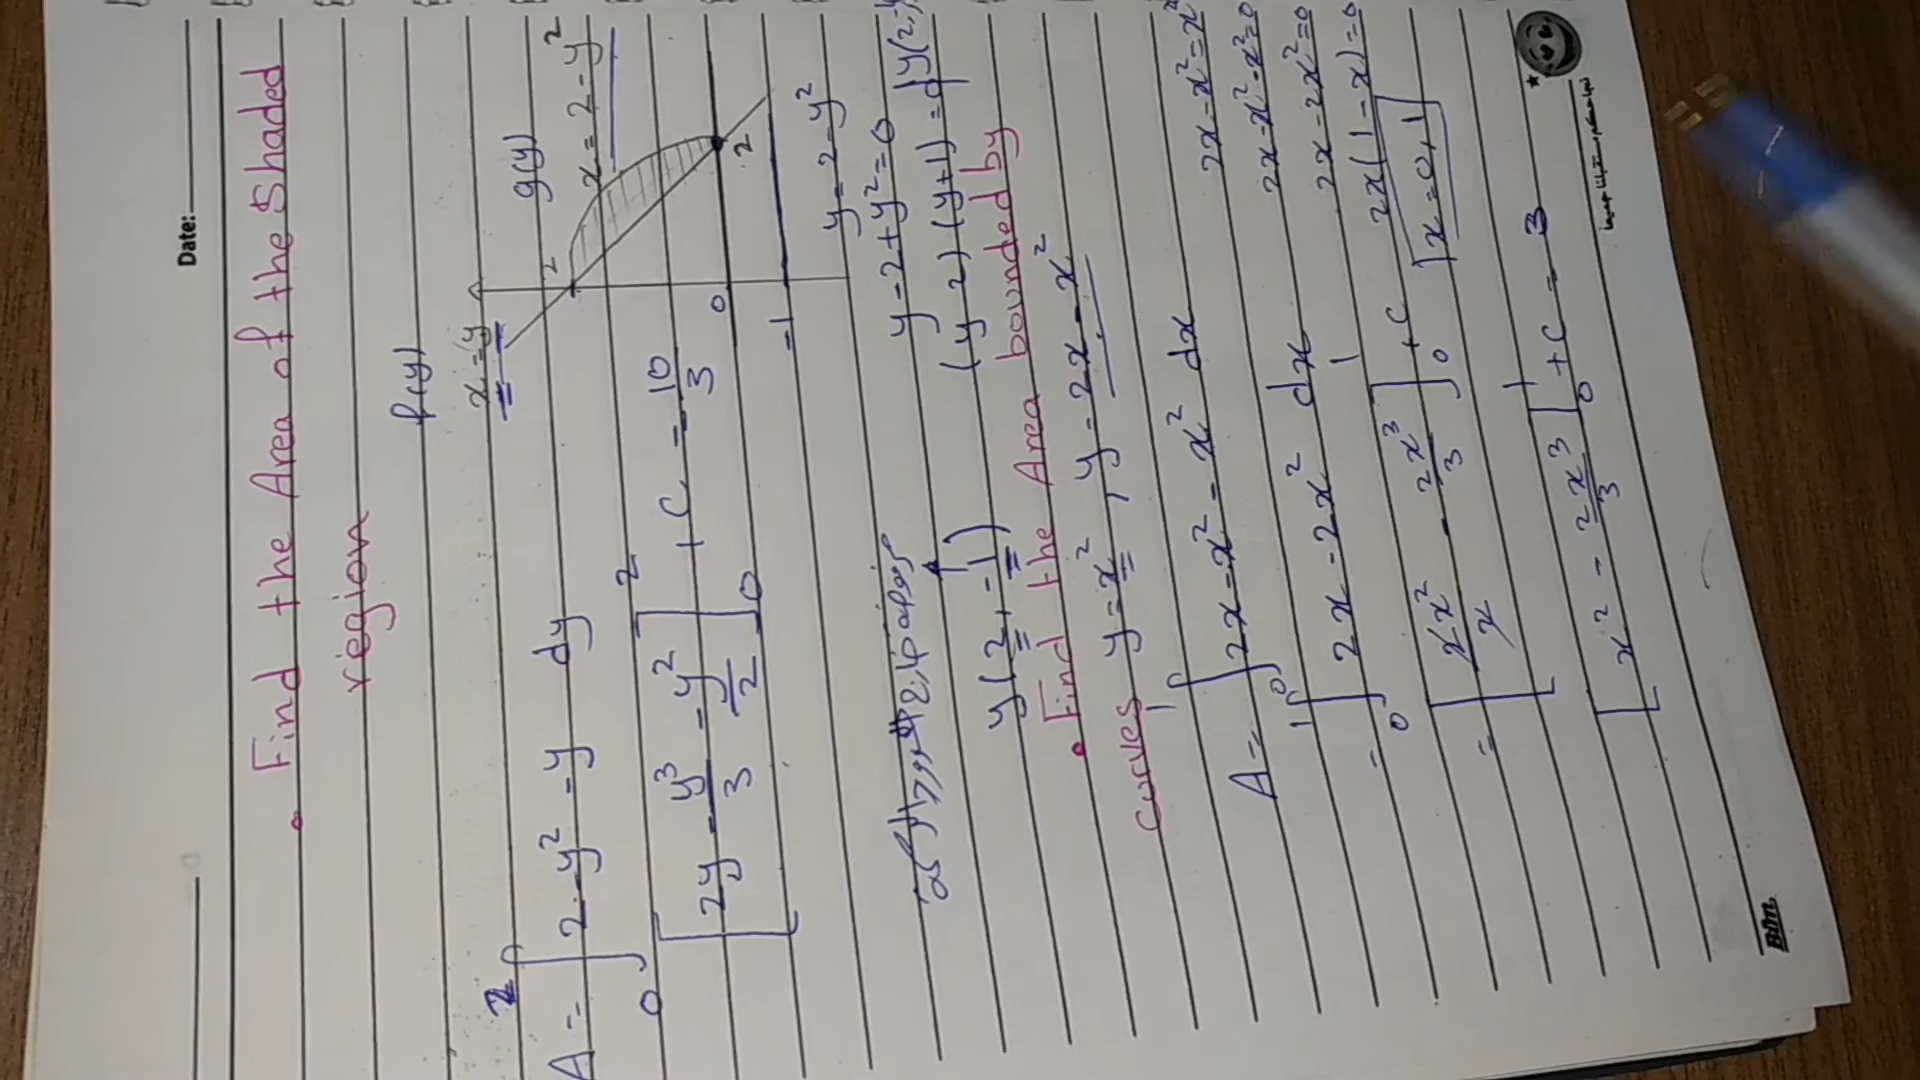 Date:
• Find the Area of the Shaded
region
f(y)
g(y)
x = y
x = 2 - y²
2
2
0
-1
A = ∫₀² 2 - y² - y dy
[2y - y³/3 - y²/2]₀² + C = 10/3
y = 2 - y²
y - 2 + y² = 0
(y 2) (y+1) =
y(2, -1)
• Find the Area bounded by
curves y = x² , y = 2x - x²
A = ∫₀¹ 2x - x² - x² dx
2x - x² = x²
2x - x² - x² = 0
= ∫₀¹ 2x - 2x² dx
2x - 2x² = 0
2x(1 - x) = 0
= [2x²/2 - 2x³/3]₀¹ + C
x = 0, 1
[x² - 2x³/3]₀¹ + C = 3